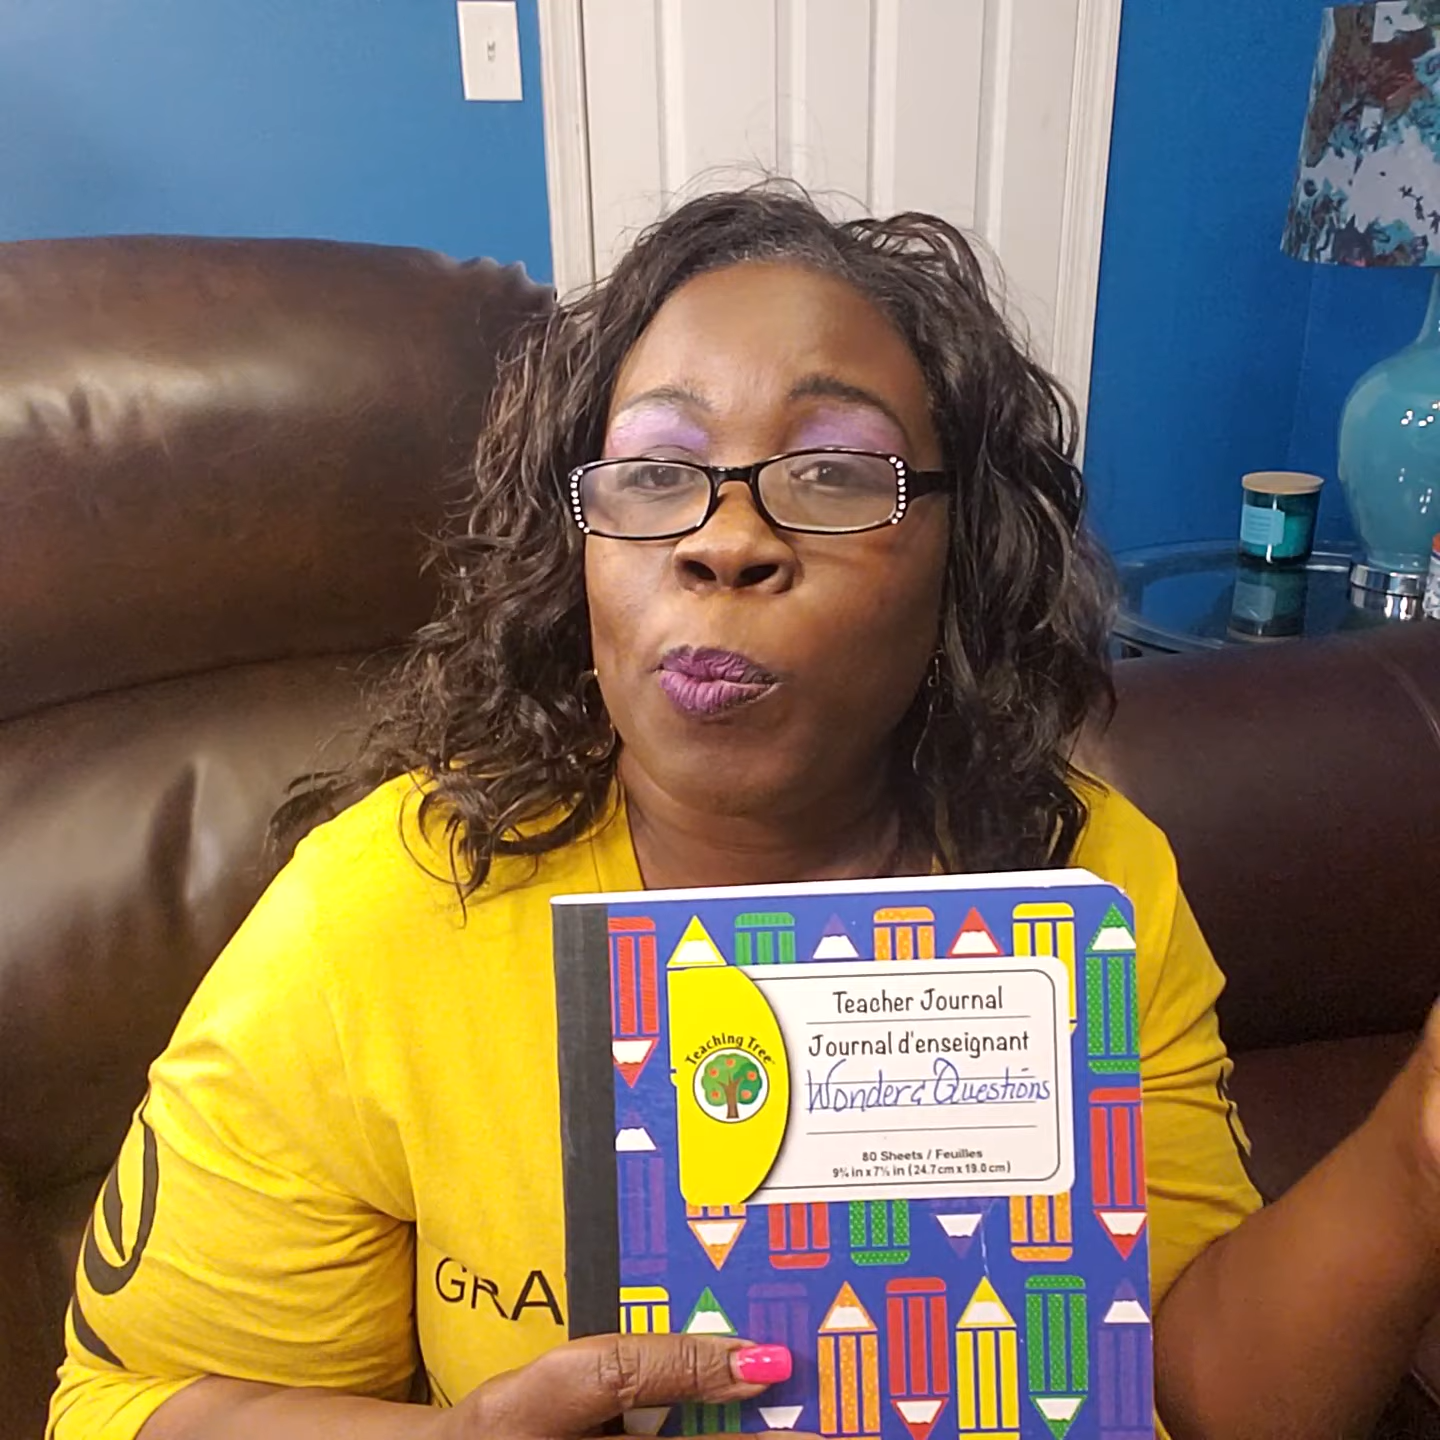 Teacher Journal
Journal d'enseignant
Wonder & Questions
Teaching Tree
80 Sheets / Feuilles
9¾ in x 7½ in (24.7 cm x 19.0 cm)
GRA